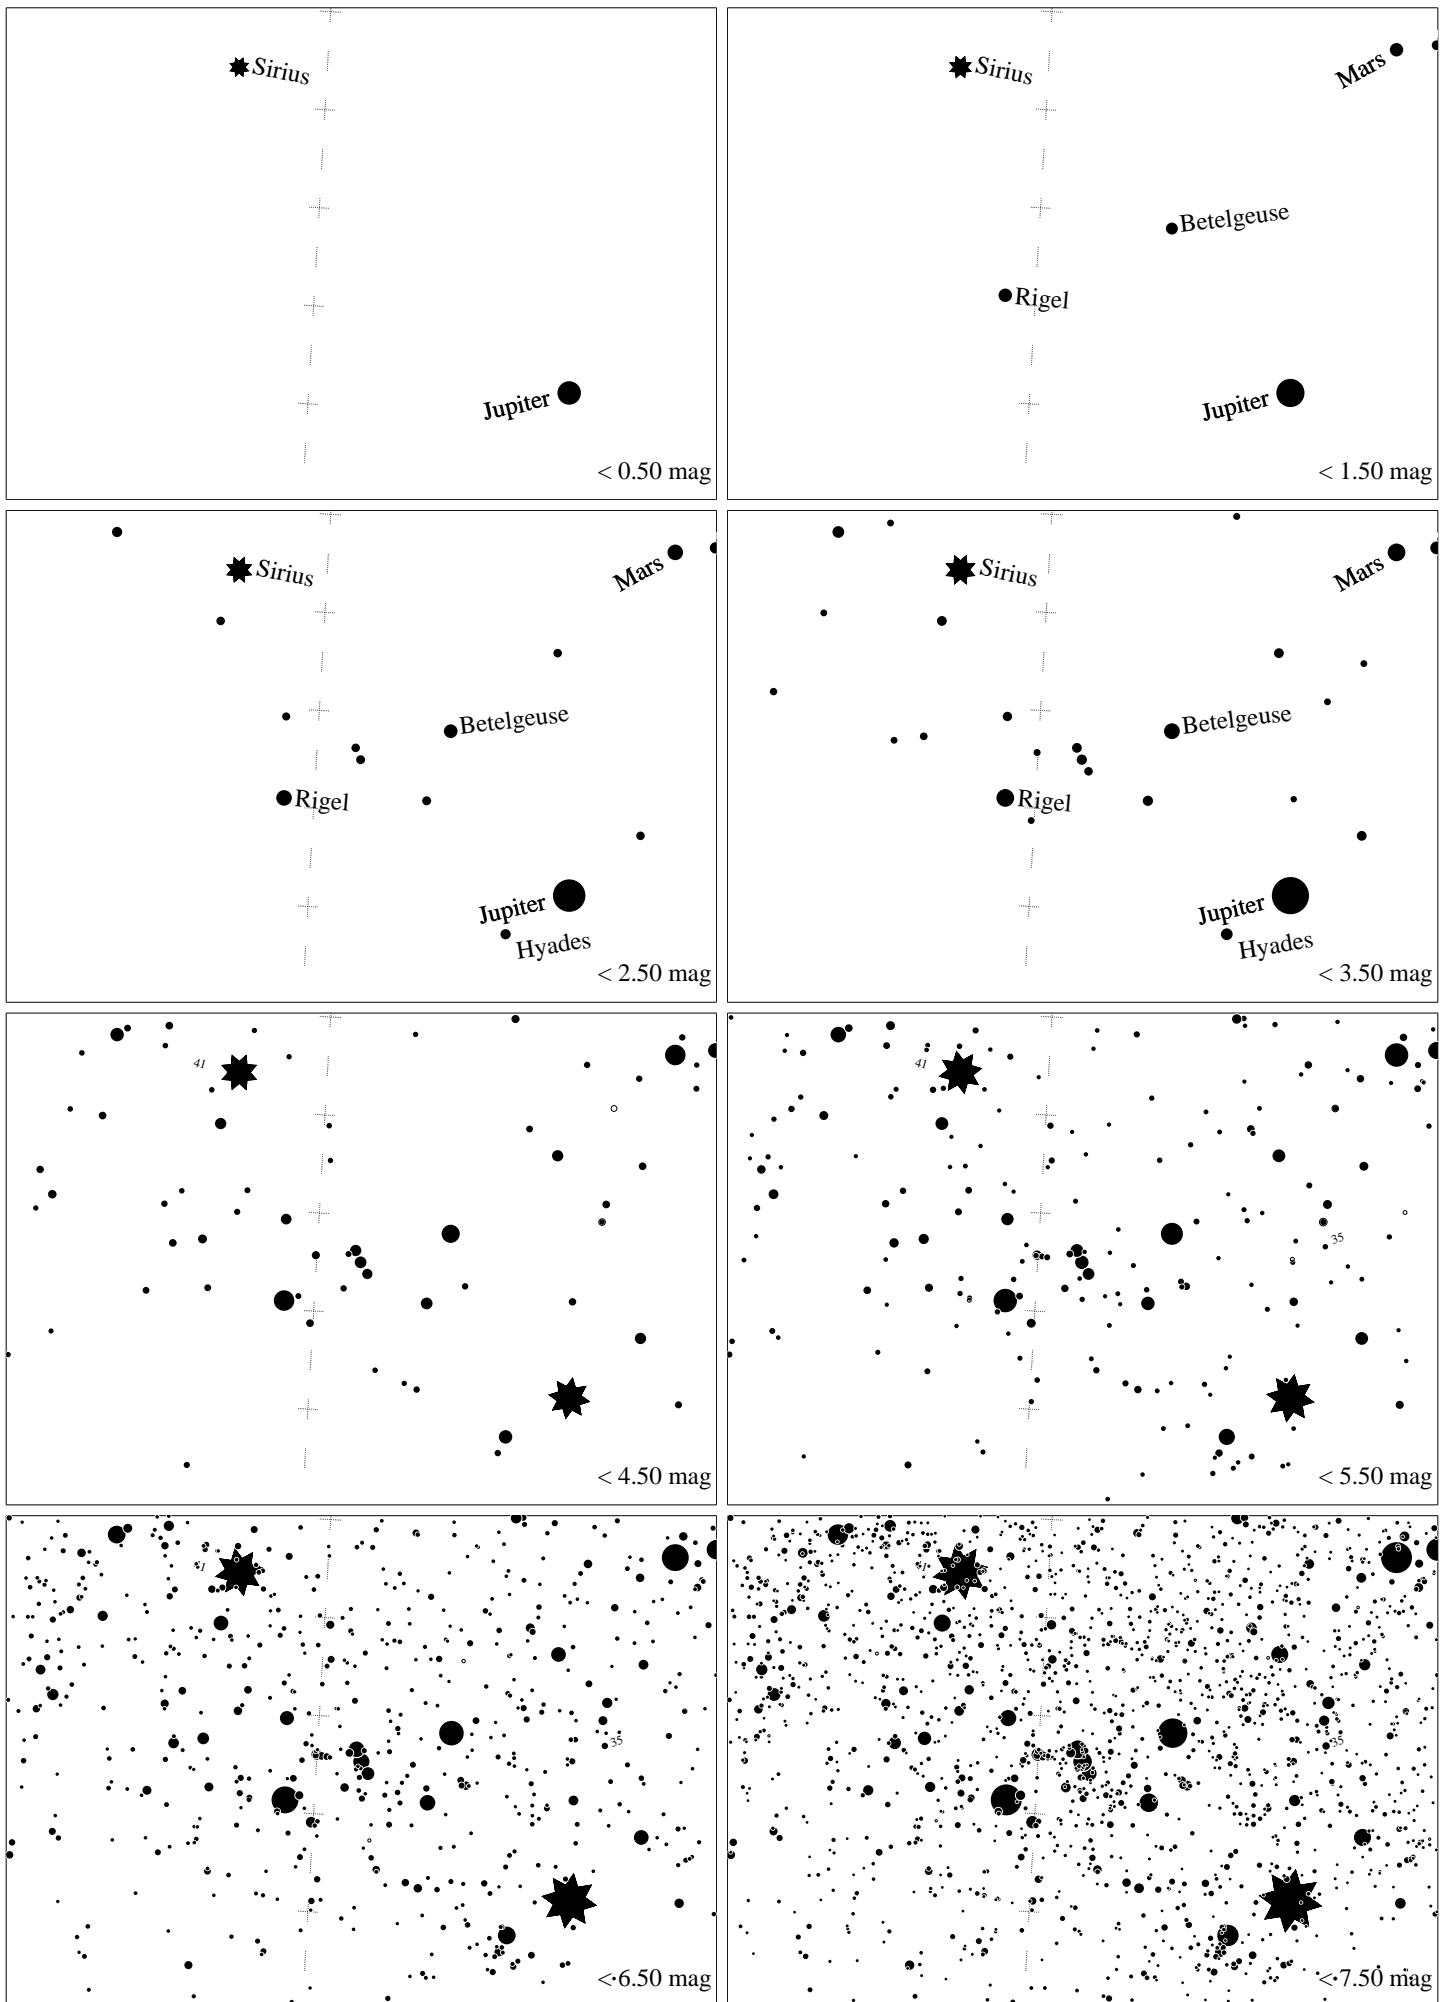 Sirius
Jupiter
< 0.50 mag
Sirius
Mars
Betelgeuse
Rigel
Jupiter
< 1.50 mag
Sirius
Mars
Betelgeuse
Rigel
Jupiter
Hyades
< 2.50 mag
Sirius
Mars
Betelgeuse
Rigel
Jupiter
Hyades
< 3.50 mag
41
< 4.50 mag
41
35
< 5.50 mag
41
35
< 6.50 mag
41
35
< 7.50 mag